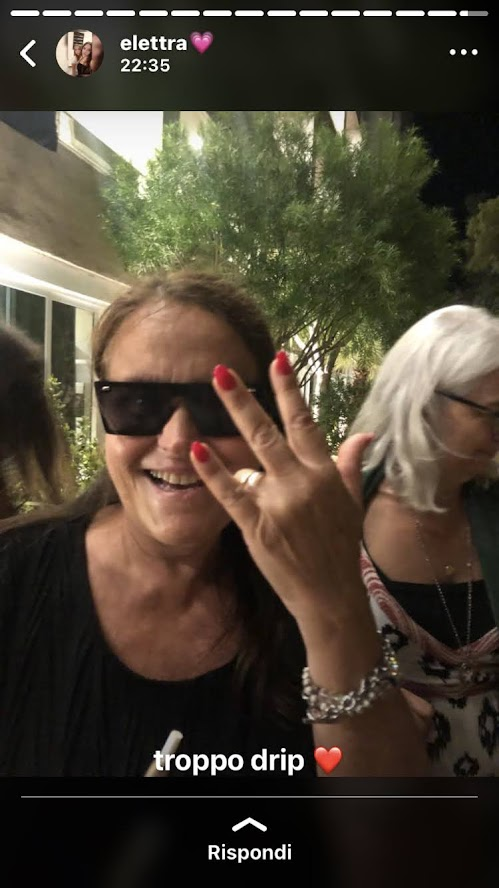 elettra💗
22:35
troppo drip ❤️
Rispondi